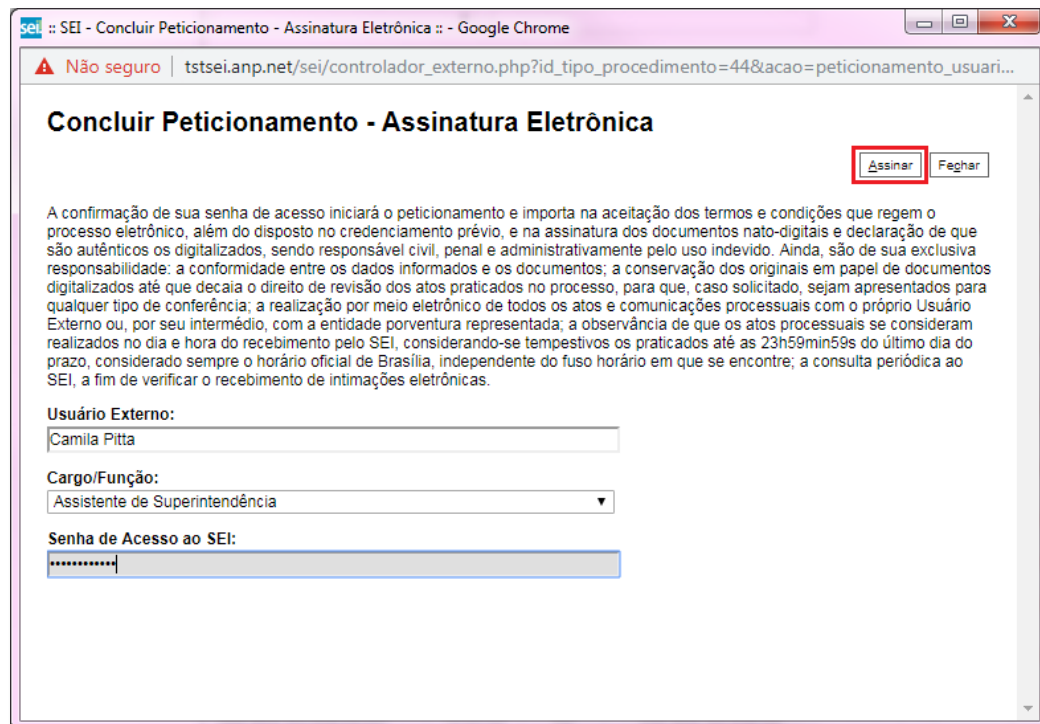 sei! :: SEI - Concluir Peticionamento - Assinatura Eletrônica :: - Google Chrome
Não seguro | tstsei.anp.net/sei/controlador_externo.php?id_tipo_procedimento=44&acao=peticionamento_usuari...
Concluir Peticionamento - Assinatura Eletrônica
Assinar Fechar
A confirmação de sua senha de acesso iniciará o peticionamento e importa na aceitação dos termos e condições que regem o
processo eletrônico, além do disposto no credenciamento prévio, e na assinatura dos documentos nato-digitais e declaração de que
são autênticos os digitalizados, sendo responsável civil, penal e administrativamente pelo uso indevido. Ainda, são de sua exclusiva
responsabilidade: a conformidade entre os dados informados e os documentos; a conservação dos originais em papel de documentos
digitalizados até que decaia o direito de revisão dos atos praticados no processo, para que, caso solicitado, sejam apresentados para
qualquer tipo de conferência; a realização por meio eletrônico de todos os atos e comunicações processuais com o próprio Usuário
Externo ou, por seu intermédio, com a entidade porventura representada; a observância de que os atos processuais se consideram
realizados no dia e hora do recebimento pelo SEI, considerando-se tempestivos os praticados até as 23h59min59s do último dia do
prazo, considerado sempre o horário oficial de Brasília, independente do fuso horário em que se encontre; a consulta periódica ao
SEI, a fim de verificar o recebimento de intimações eletrônicas.
Usuário Externo:
Camila Pitta
Cargo/Função:
Assistente de Superintendência
Senha de Acesso ao SEI:
••••••••••••